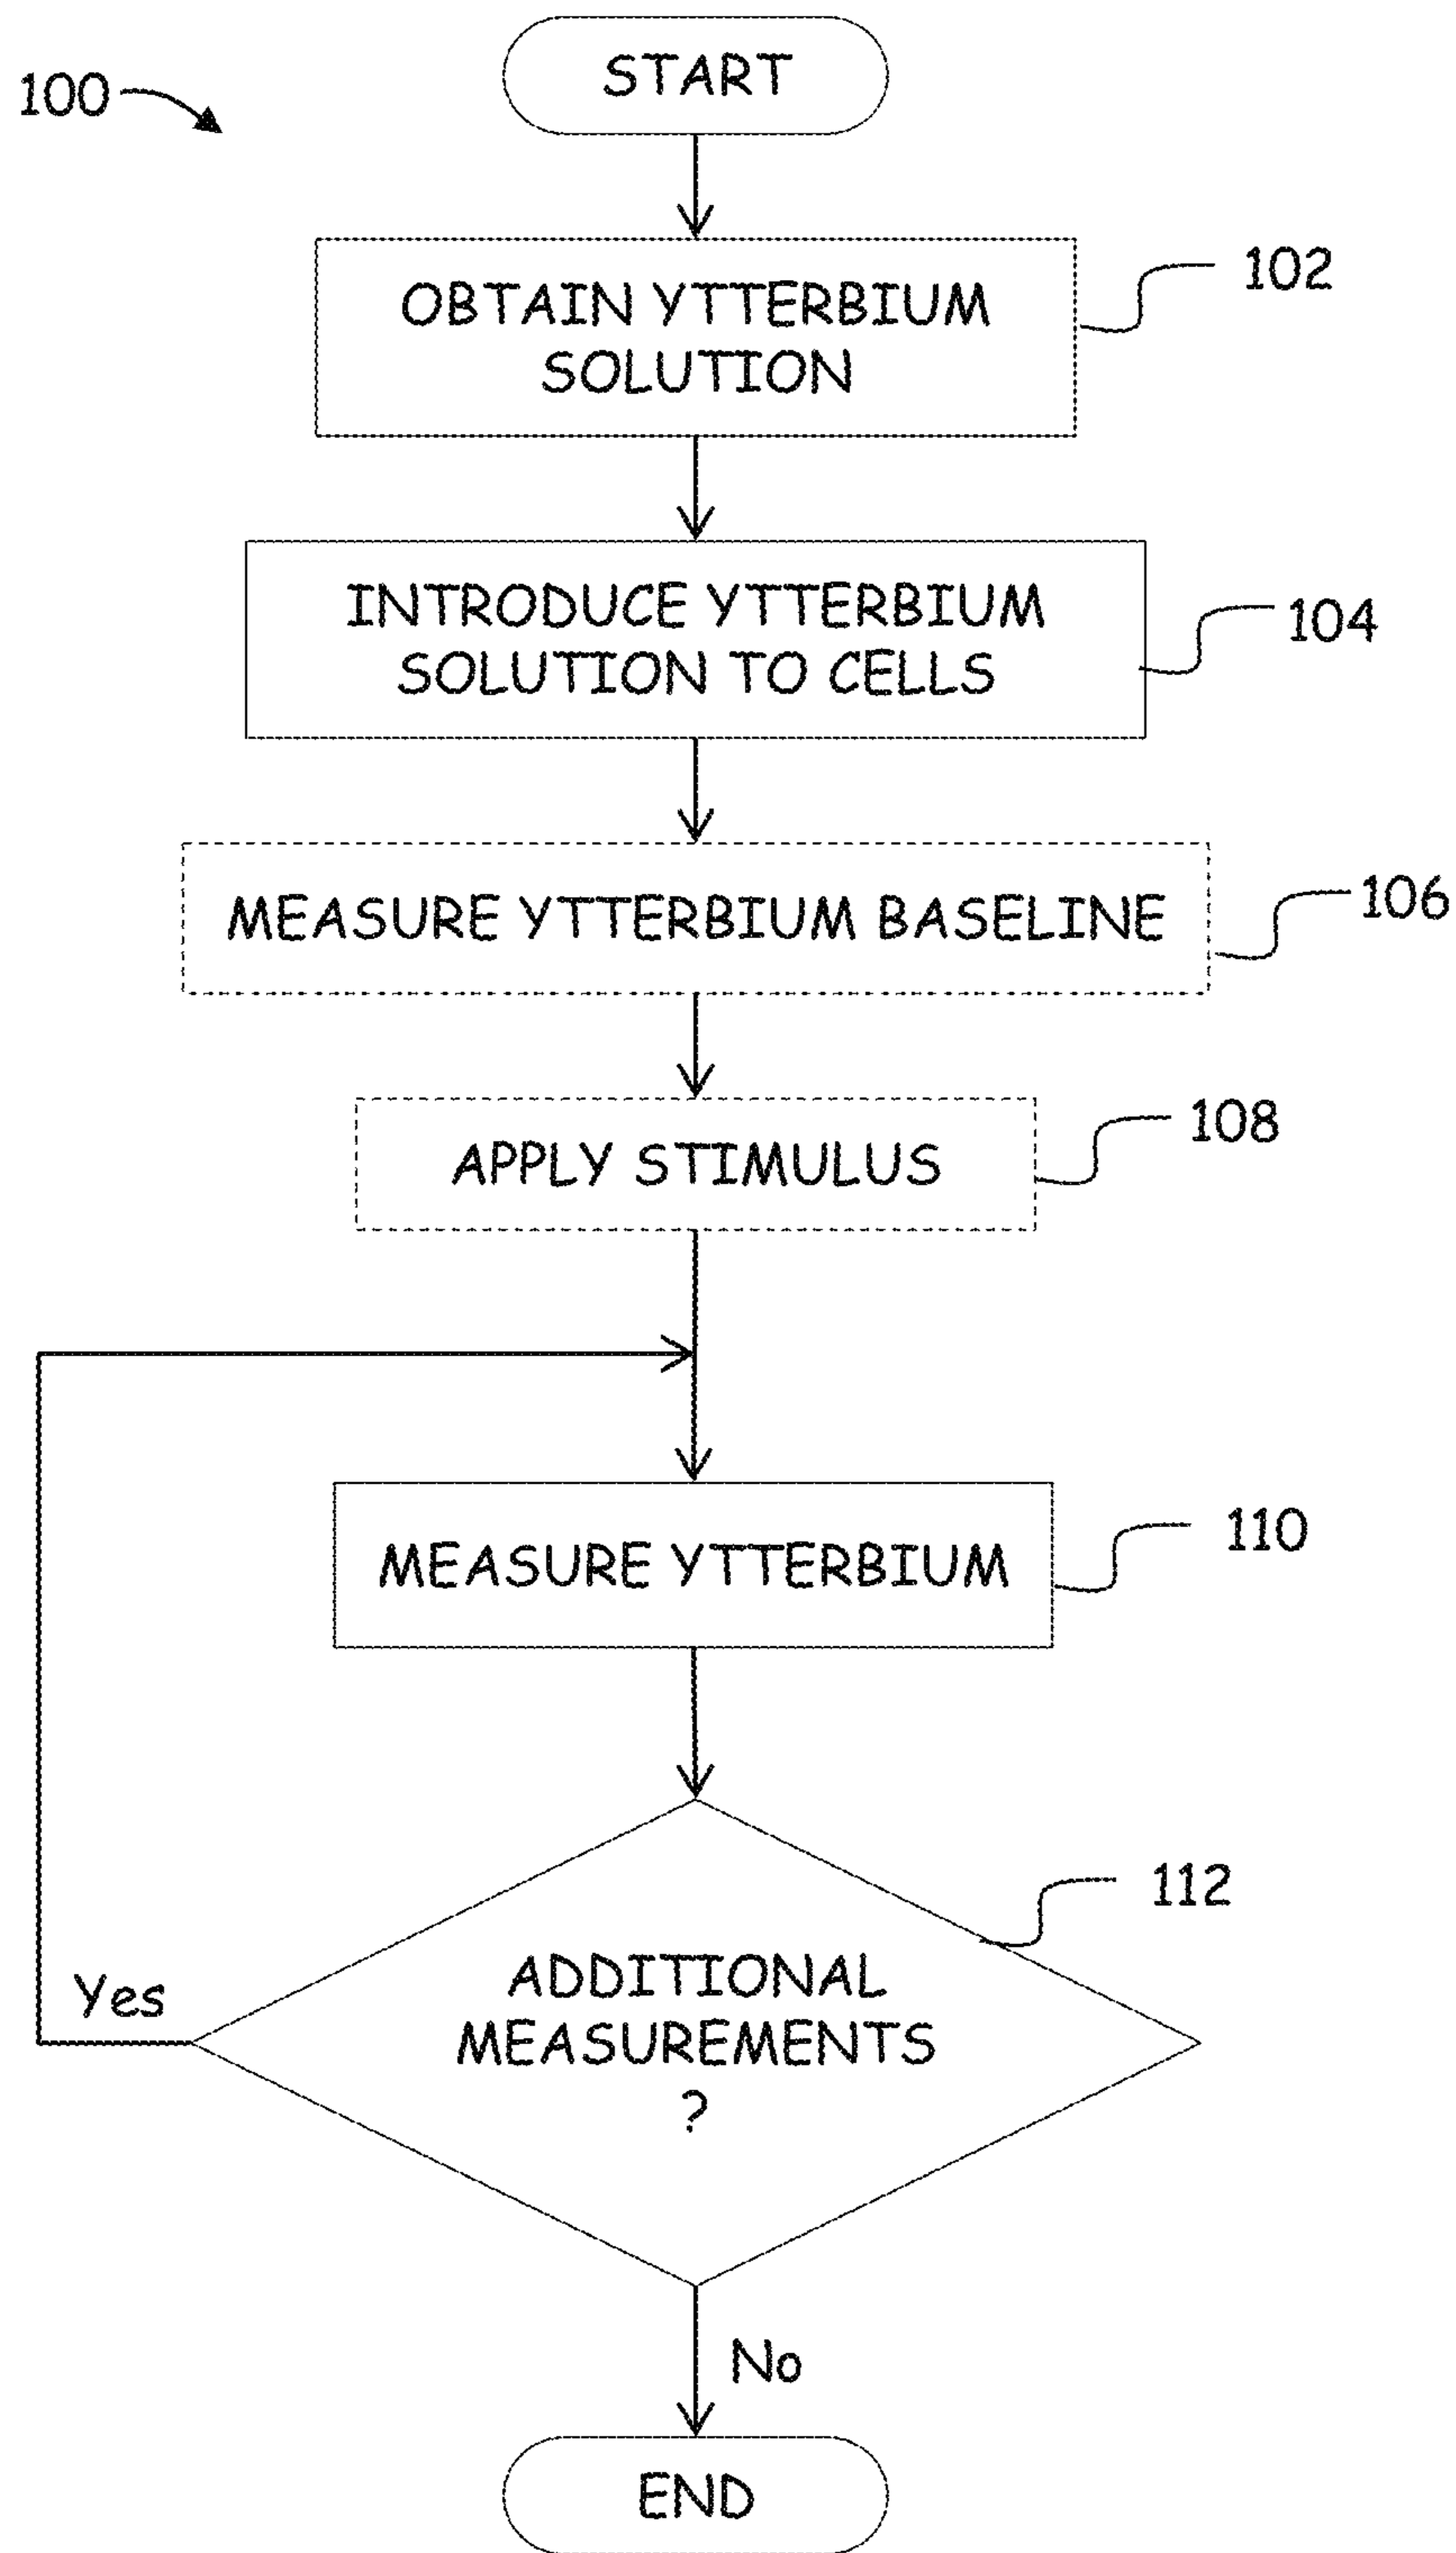 START
100
OBTAIN YTTERBIUM
SOLUTION
102
INTRODUCE YTTERBIUM
SOLUTION TO CELLS
104
MEASURE YTTERBIUM BASELINE
106
APPLY STIMULUS
108
MEASURE YTTERBIUM
110
112
ADDITIONAL
MEASUREMENTS
?
Yes
No
END